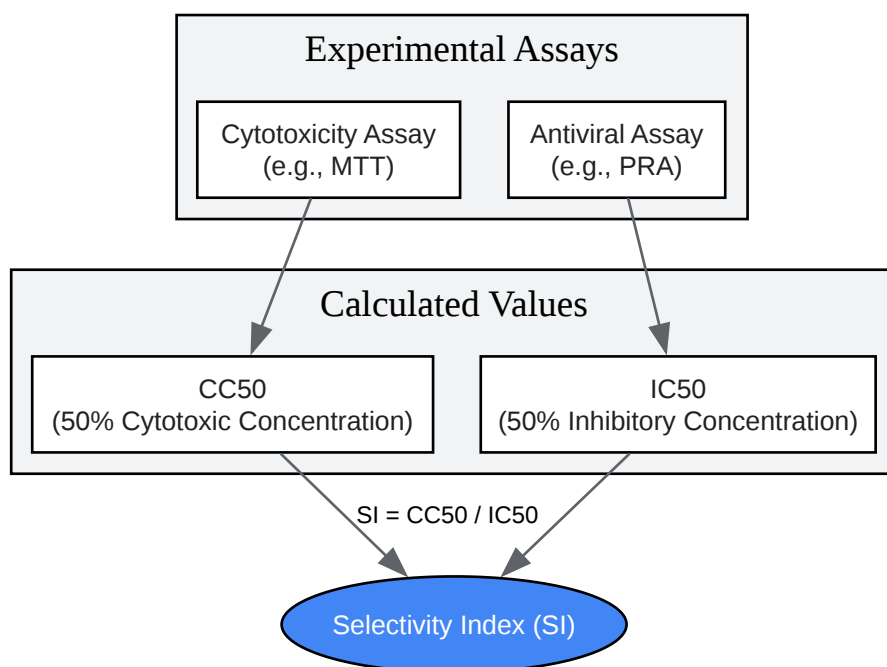 Experimental Assays
Cytotoxicity Assay
(e.g., MTT)
Antiviral Assay
(e.g., PRA)
Calculated Values
CC50
(50% Cytotoxic Concentration)
IC50
(50% Inhibitory Concentration)
SI = CC50 / IC50
Selectivity Index (SI)